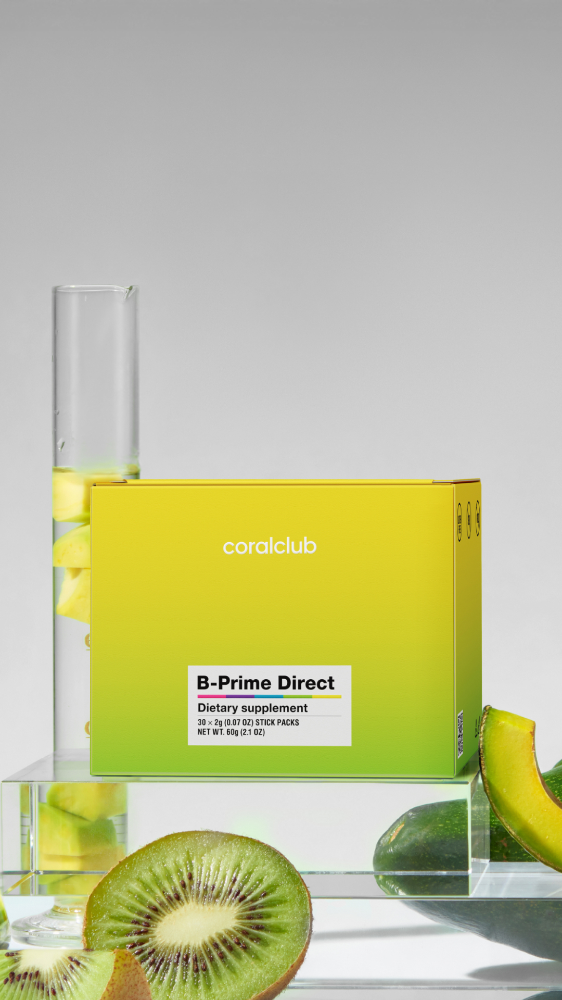 coralclub
B-Prime Direct
Dietary supplement
30 × 2g (0.07 OZ) STICK PACKS
NET WT. 60g (2.1 OZ)